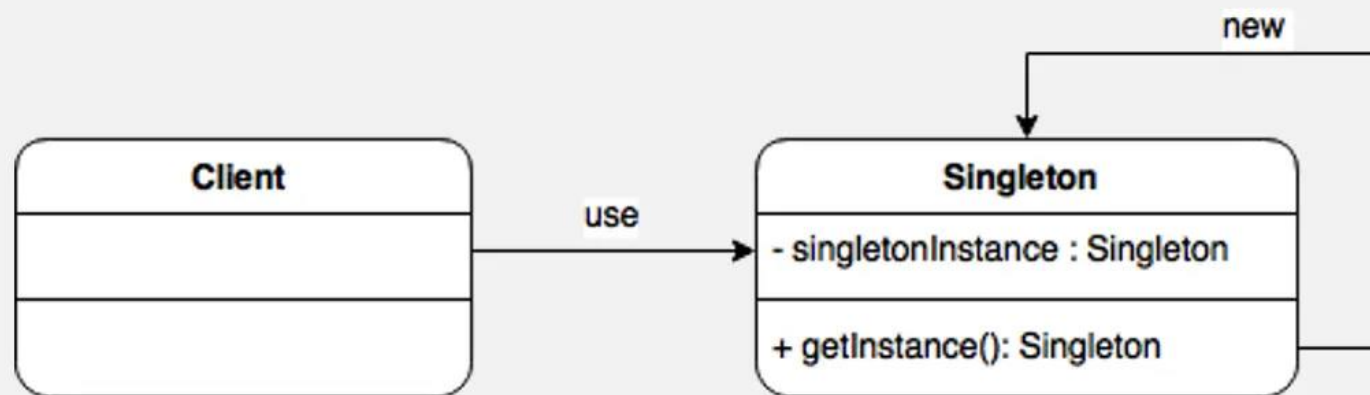 new
Client
Singleton
use
- singletonInstance : Singleton
+ getInstance(): Singleton